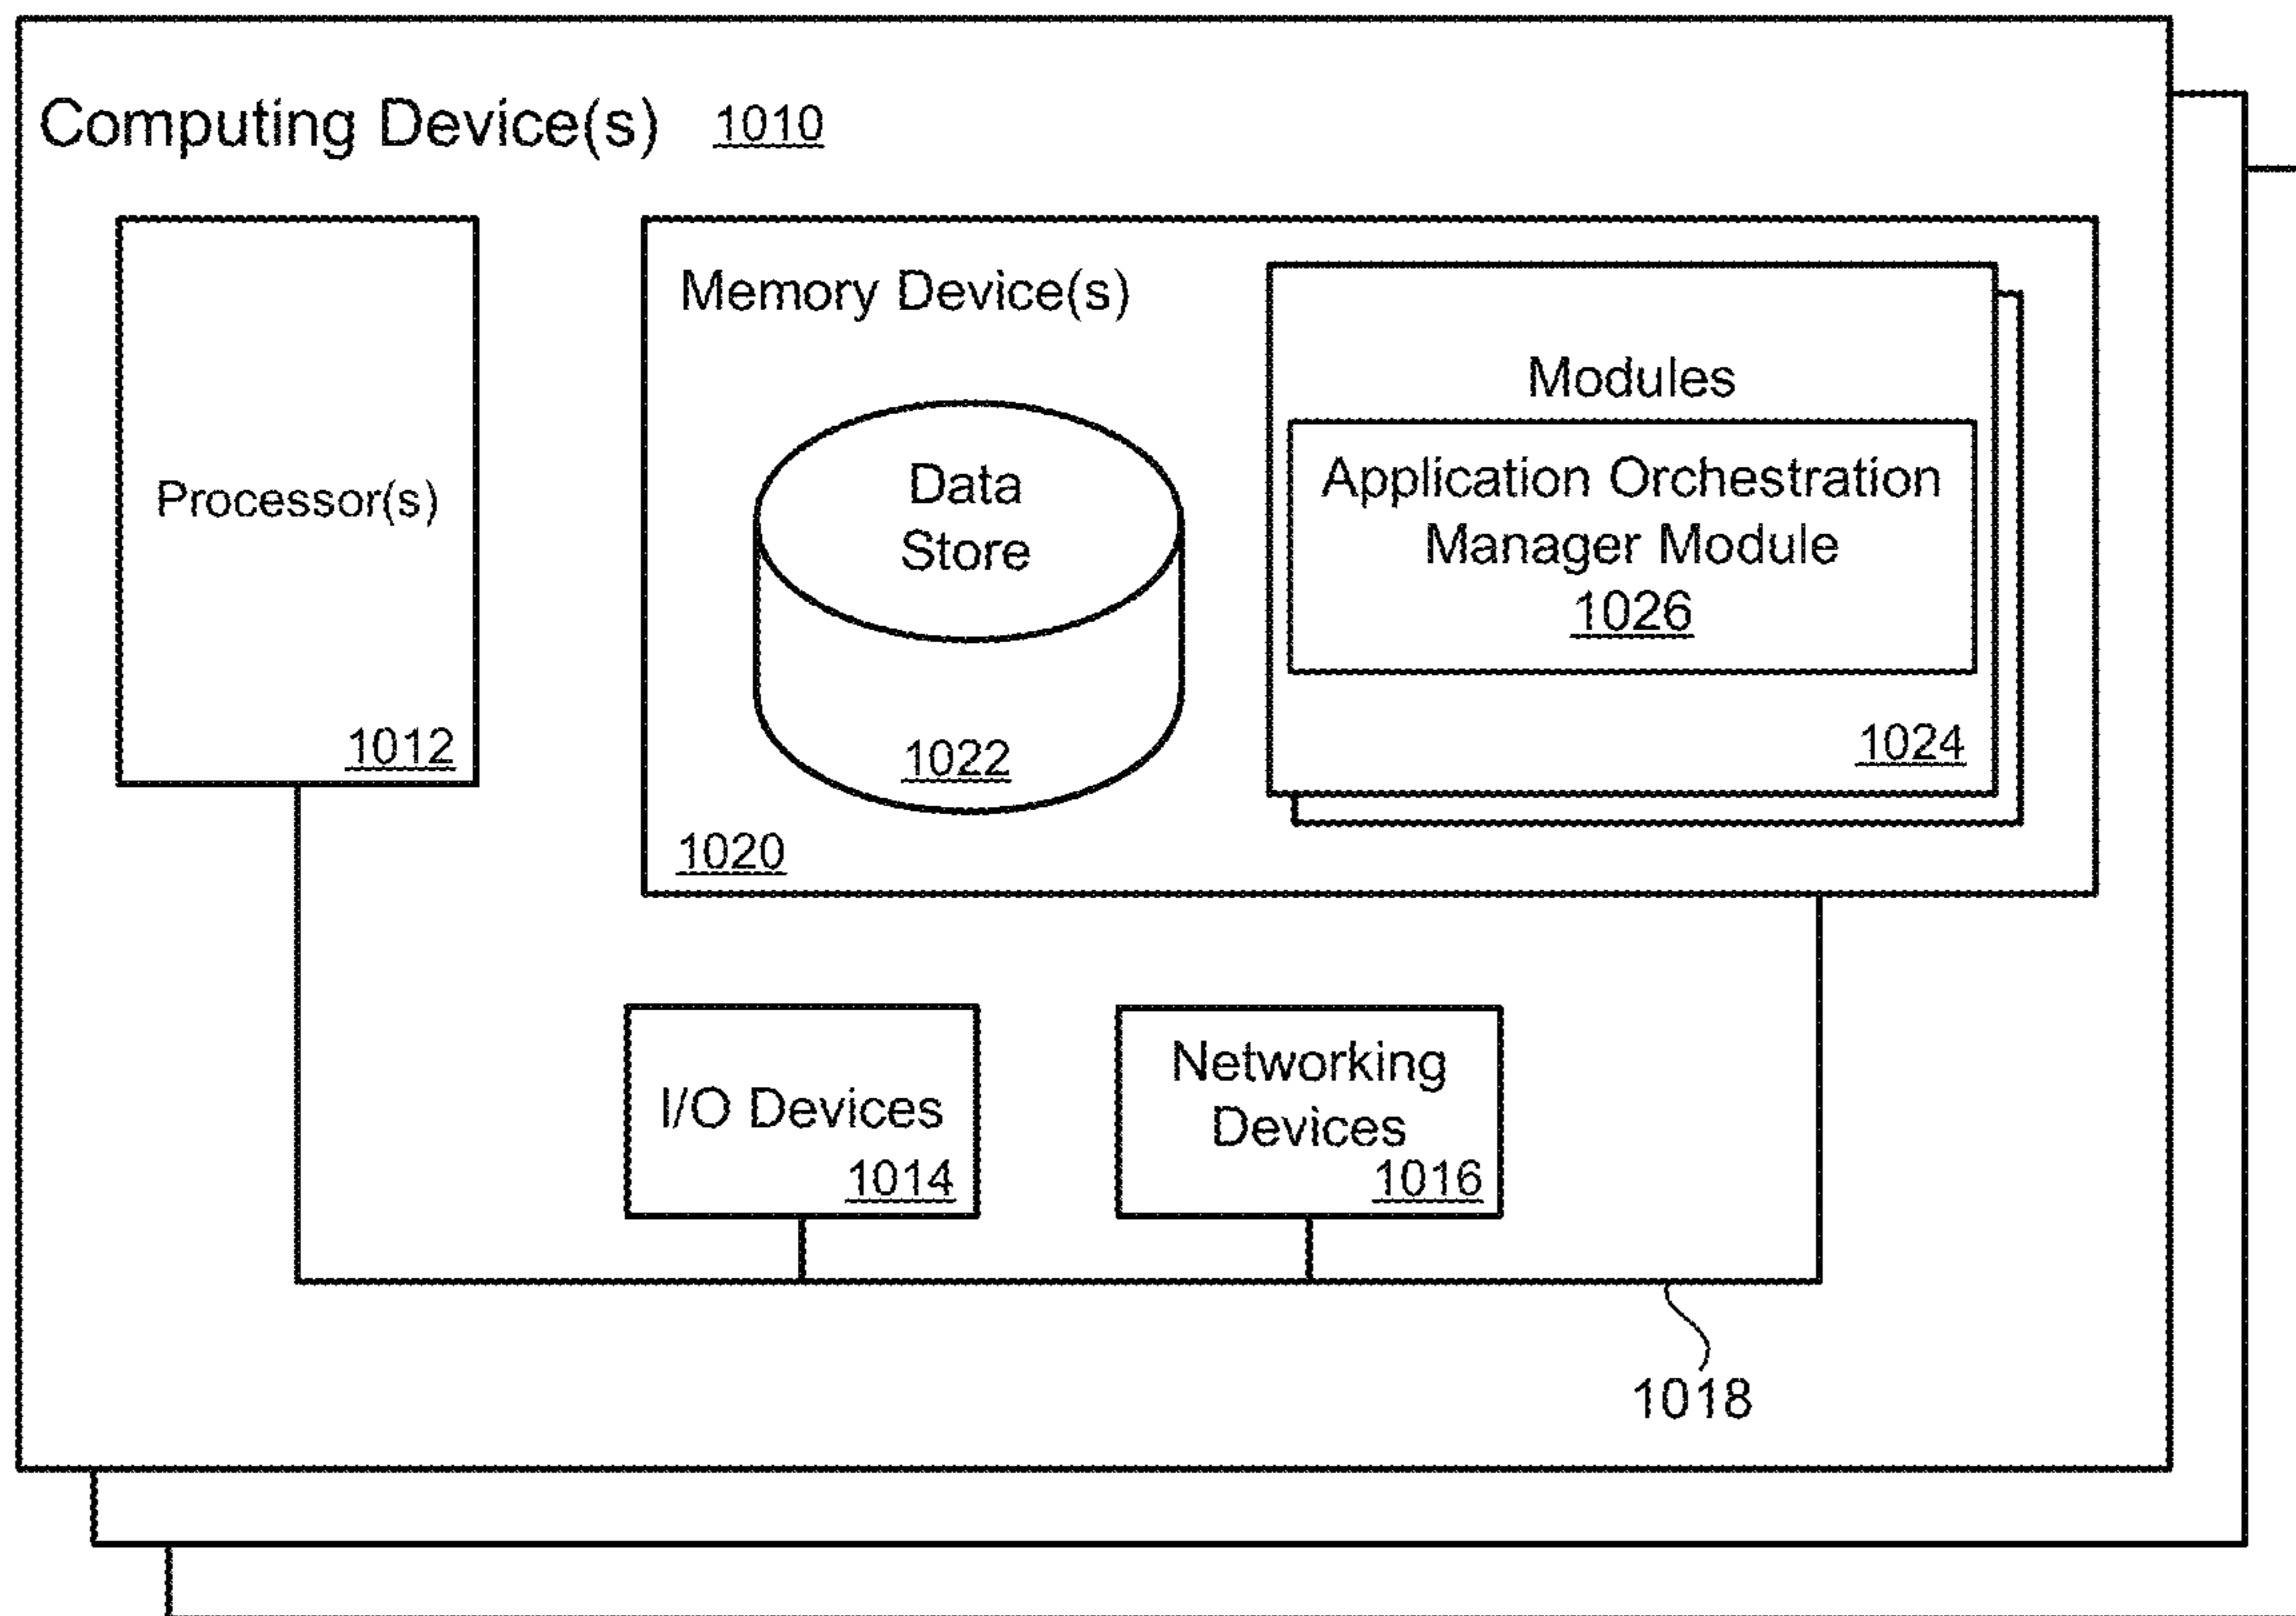 Computing Device(s) 1010
Processor(s)
1012
Memory Device(s)
Data
Store
1022
1020
Modules
Application Orchestration
Manager Module
1026
1024
I/O Devices
1014
Networking
Devices
1016
1018